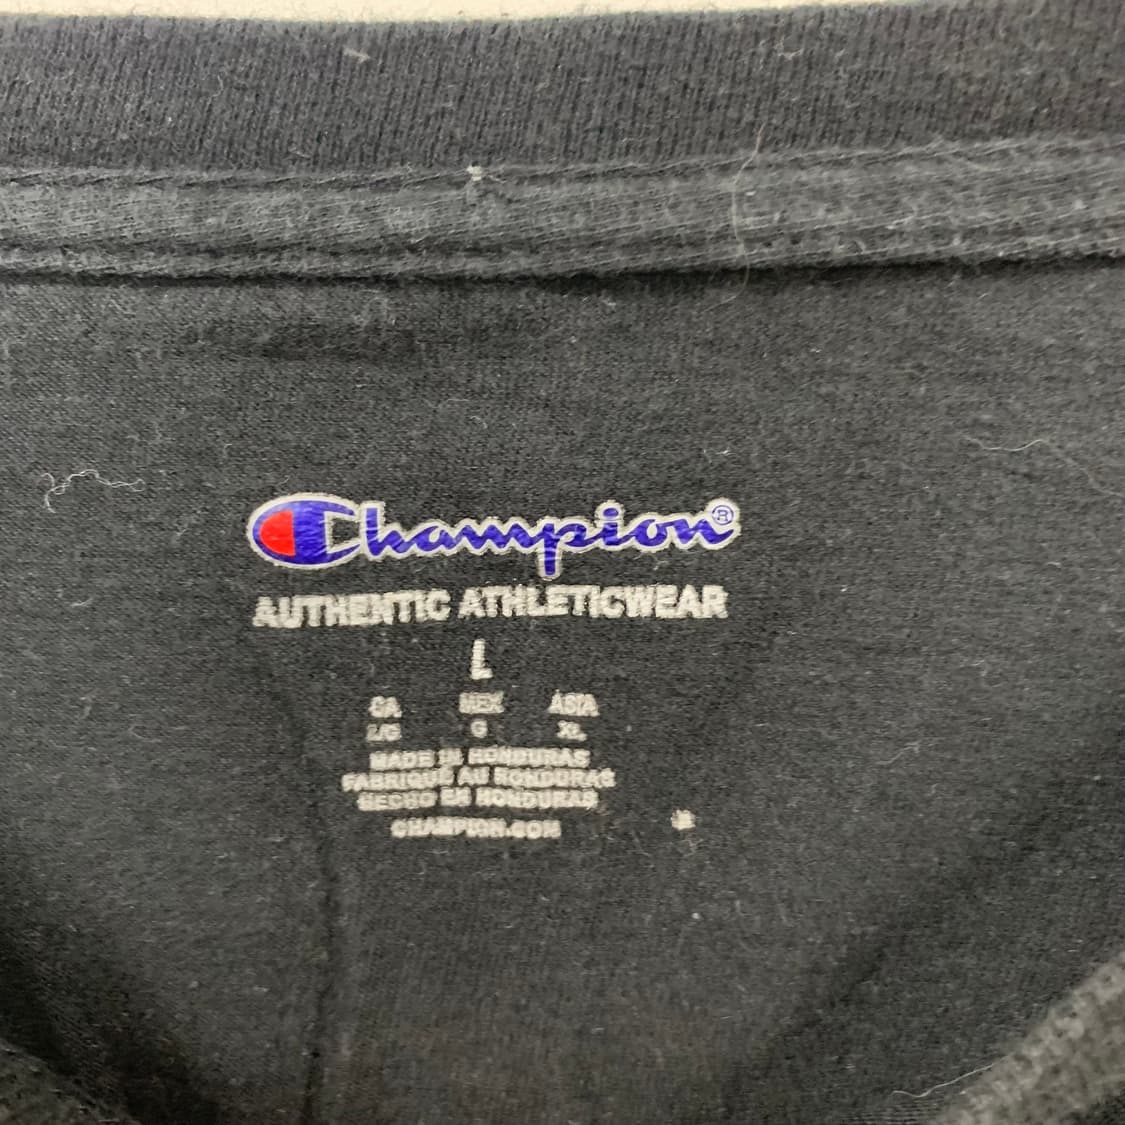 Champion®
AUTHENTIC ATHLETICWEAR
L
CA MEX ASIA
L/G G XL
MADE IN HONDURAS
FABRIQUÉ AU HONDURAS
HECHO EN HONDURAS
CHAMPION.COM